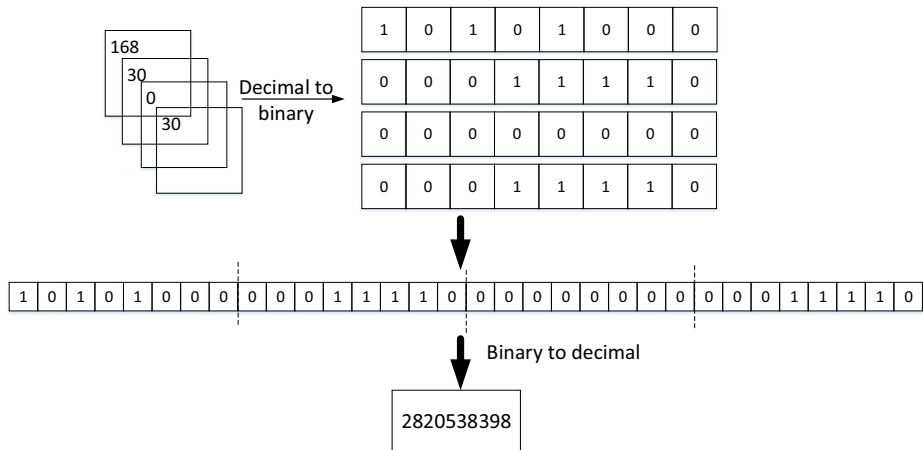 168
30
0
30
Decimal to
binary
1 0 1 0 1 0 0 0
0 0 0 1 1 1 1 0
0 0 0 0 0 0 0 0
0 0 0 1 1 1 1 0
1 0 1 0 1 0 0 0 0 0 0 1 1 1 1 0 0 0 0 0 0 0 0 0 0 0 0 1 1 1 1 0
Binary to decimal
2820538398